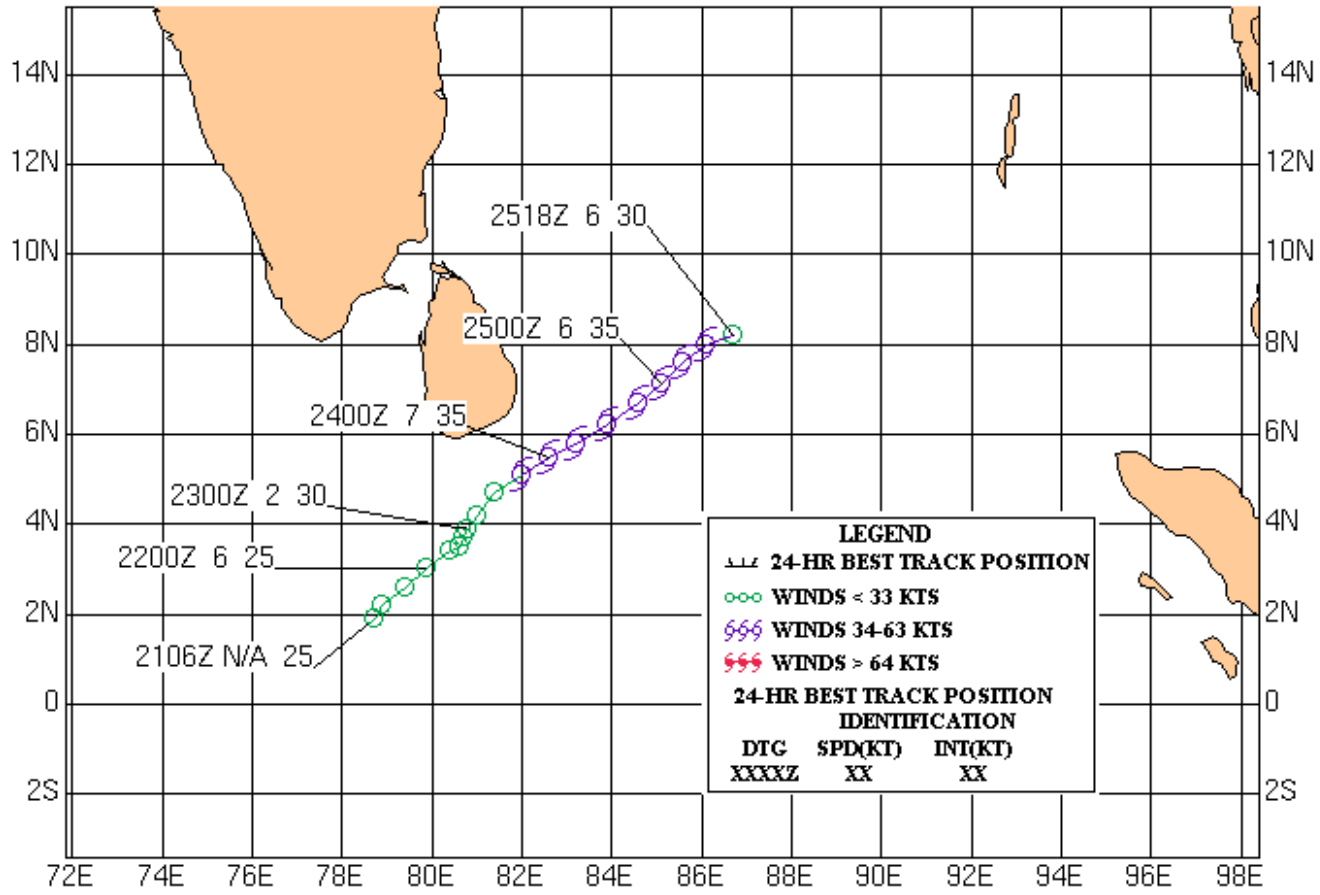 14N 14N
12N 12N
2518Z 6 30
10N 10N
2500Z 6 35
8N 8N
2400Z 7 35
6N 6N
2300Z 2 30
4N 4N
2200Z 6 25
2N 2N
2106Z N/A 25
0 0
2S 2S
72E 74E 76E 78E 80E 82E 84E 86E 88E 90E 92E 94E 96E 98E
LEGEND
24-HR BEST TRACK POSITION
WINDS < 33 KTS
WINDS 34-63 KTS
WINDS > 64 KTS
24-HR BEST TRACK POSITION
IDENTIFICATION
DTG SPD(KT) INT(KT)
XXXXZ XX XX